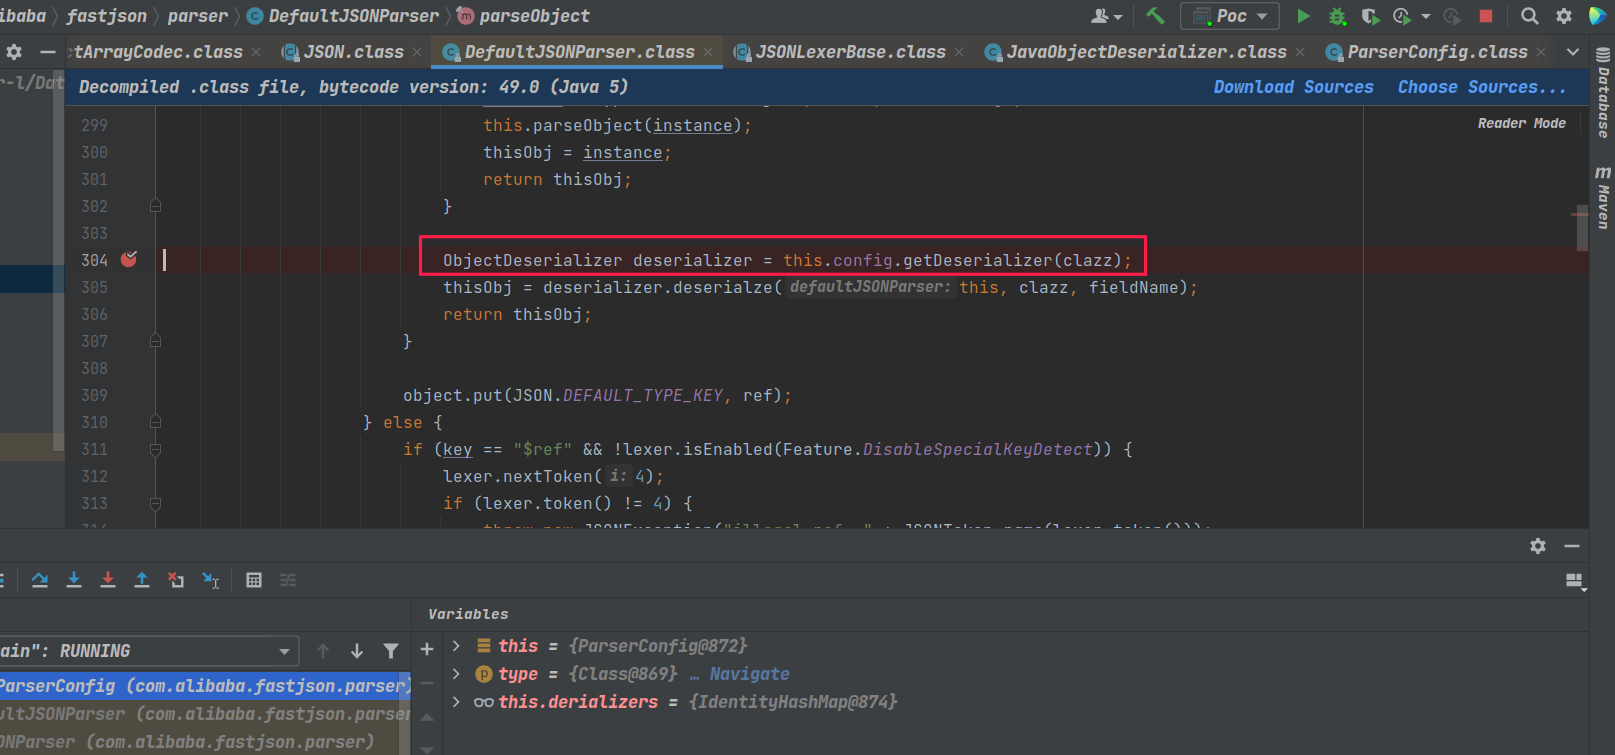 ibaba fastjson parser DefaultJSONParser parseObject Poc
tArrayCodec.class JSON.class DefaultJSONParser.class JSONLexerBase.class JavaObjectDeserializer.class ParserConfig.class
r-l/Dat
Decompiled .class file, bytecode version: 49.0 (Java 5) Download Sources Choose Sources...
Reader Mode
299 this.parseObject(instance);
300 thisObj = instance;
301 return thisObj;
302 }
303
304 ObjectDeserializer deserializer = this.config.getDeserializer(clazz);
305 thisObj = deserializer.deserialze( defaultJSONParser: this, clazz, fieldName);
306 return thisObj;
307 }
308
309 object.put(JSON.DEFAULT_TYPE_KEY, ref);
310 } else {
311 if (key == "$ref" && !lexer.isEnabled(Feature.DisableSpecialKeyDetect)) {
312 lexer.nextToken( i: 4);
313 if (lexer.token() != 4) {
Database
m Maven
Variables
ain": RUNNING
ParserConfig (com.alibaba.fastjson.parser)
ultJSONParser (com.alibaba.fastjson.parser
ONParser (com.alibaba.fastjson.parser)
this = {ParserConfig@872}
p type = {Class@869} ... Navigate
this.derializers = {IdentityHashMap@874}